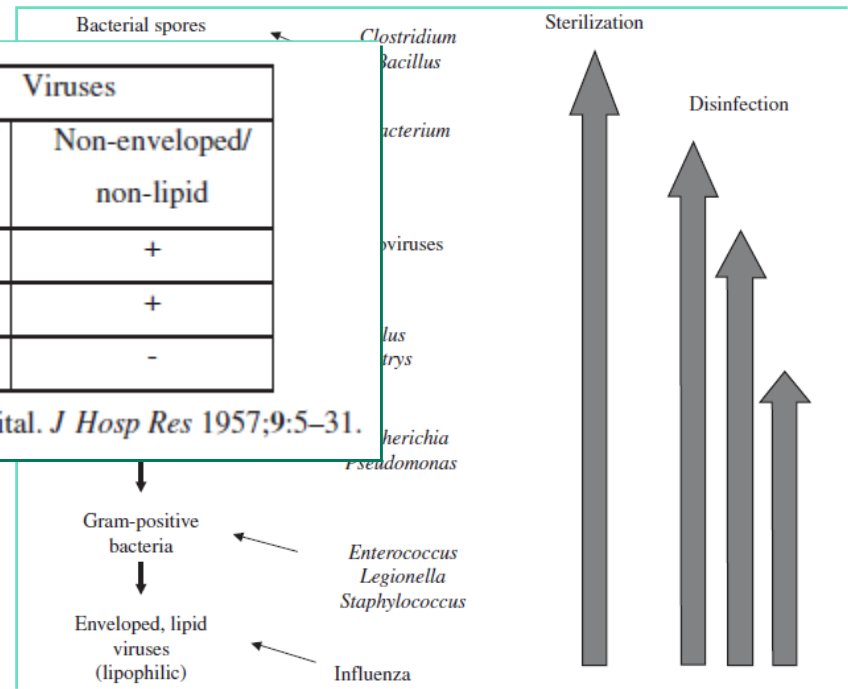 Bacterial spores
Clostridium
Bacillus
Sterilization
Disinfection
Viruses
Non-enveloped/
non-lipid
+
+
-
J Hosp Res 1957;9:5–31.
Pseudomonas
Gram-positive
bacteria
Enterococcus
Legionella
Staphylococcus
Enveloped, lipid
viruses
(lipophilic)
Influenza